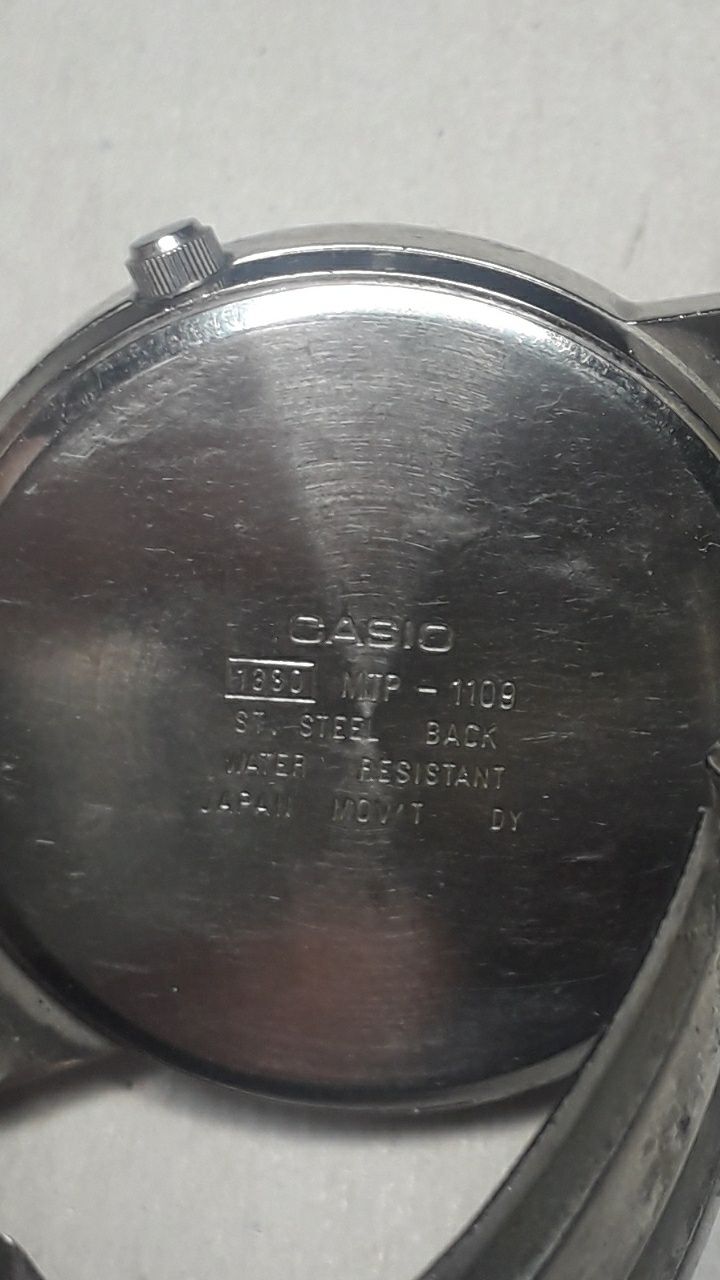 CASIO
1330 MTP-1109
ST. STEEL BACK
WATER RESISTANT
JAPAN MOV'T DY